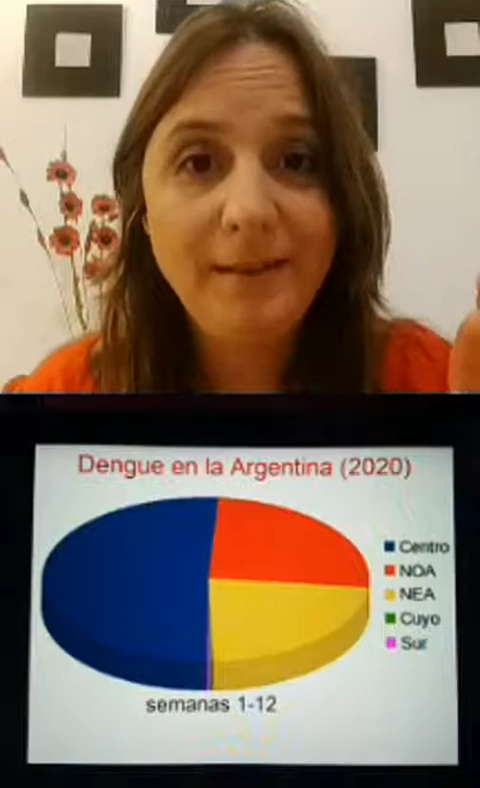 Dengue en la Argentina (2020)
Centro
NOA
NEA
Cuyo
Sur
semanas 1-12